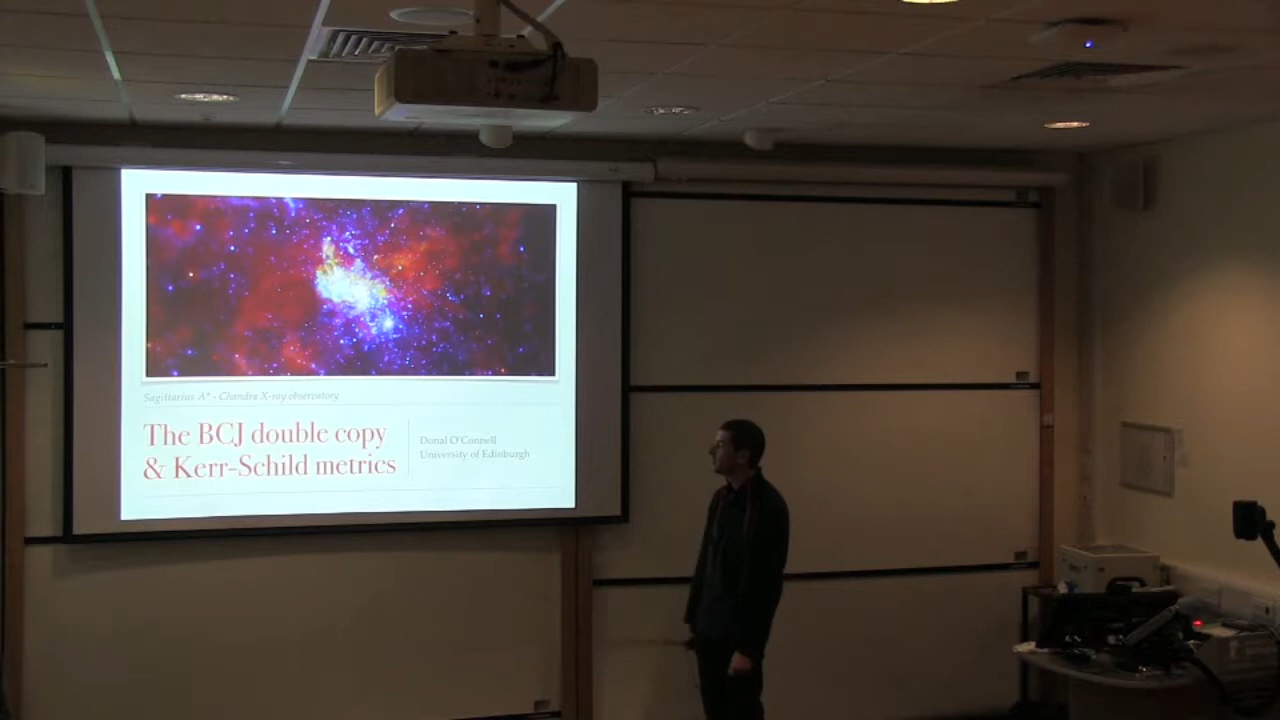 Sagittarius A* - Chandra X-ray observatory
The BCJ double copy
& Kerr-Schild metrics
Donal O'Connell
University of Edinburgh